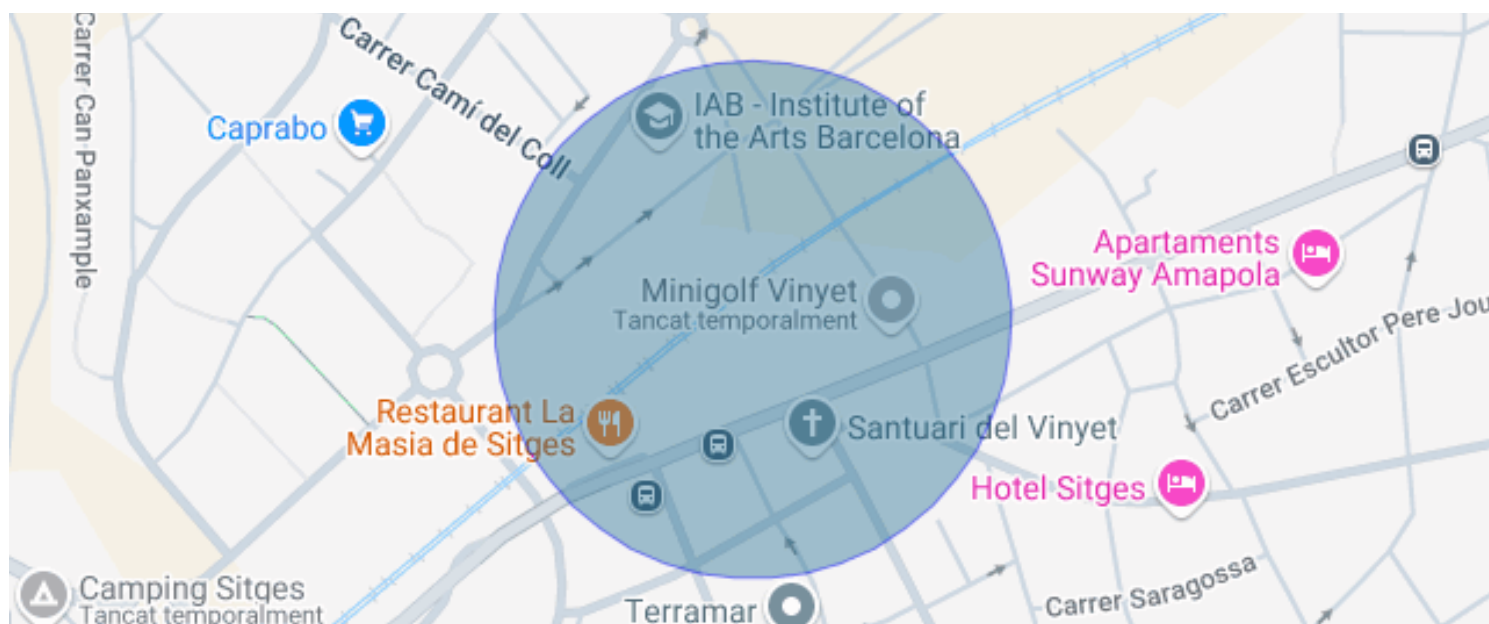 Carrer Can Panxample
Carrer Camí del Coll
Caprabo
IAB - Institute of
the Arts Barcelona
Apartaments
Sunway Amapola
Minigolf Vinyet
Tancat temporalment
Carrer Escultor Pere Jou
Restaurant La
Masia de Sitges
Santuari del Vinyet
Hotel Sitges
Camping Sitges
Tancat temporalment
Terramar
Carrer Saragossa